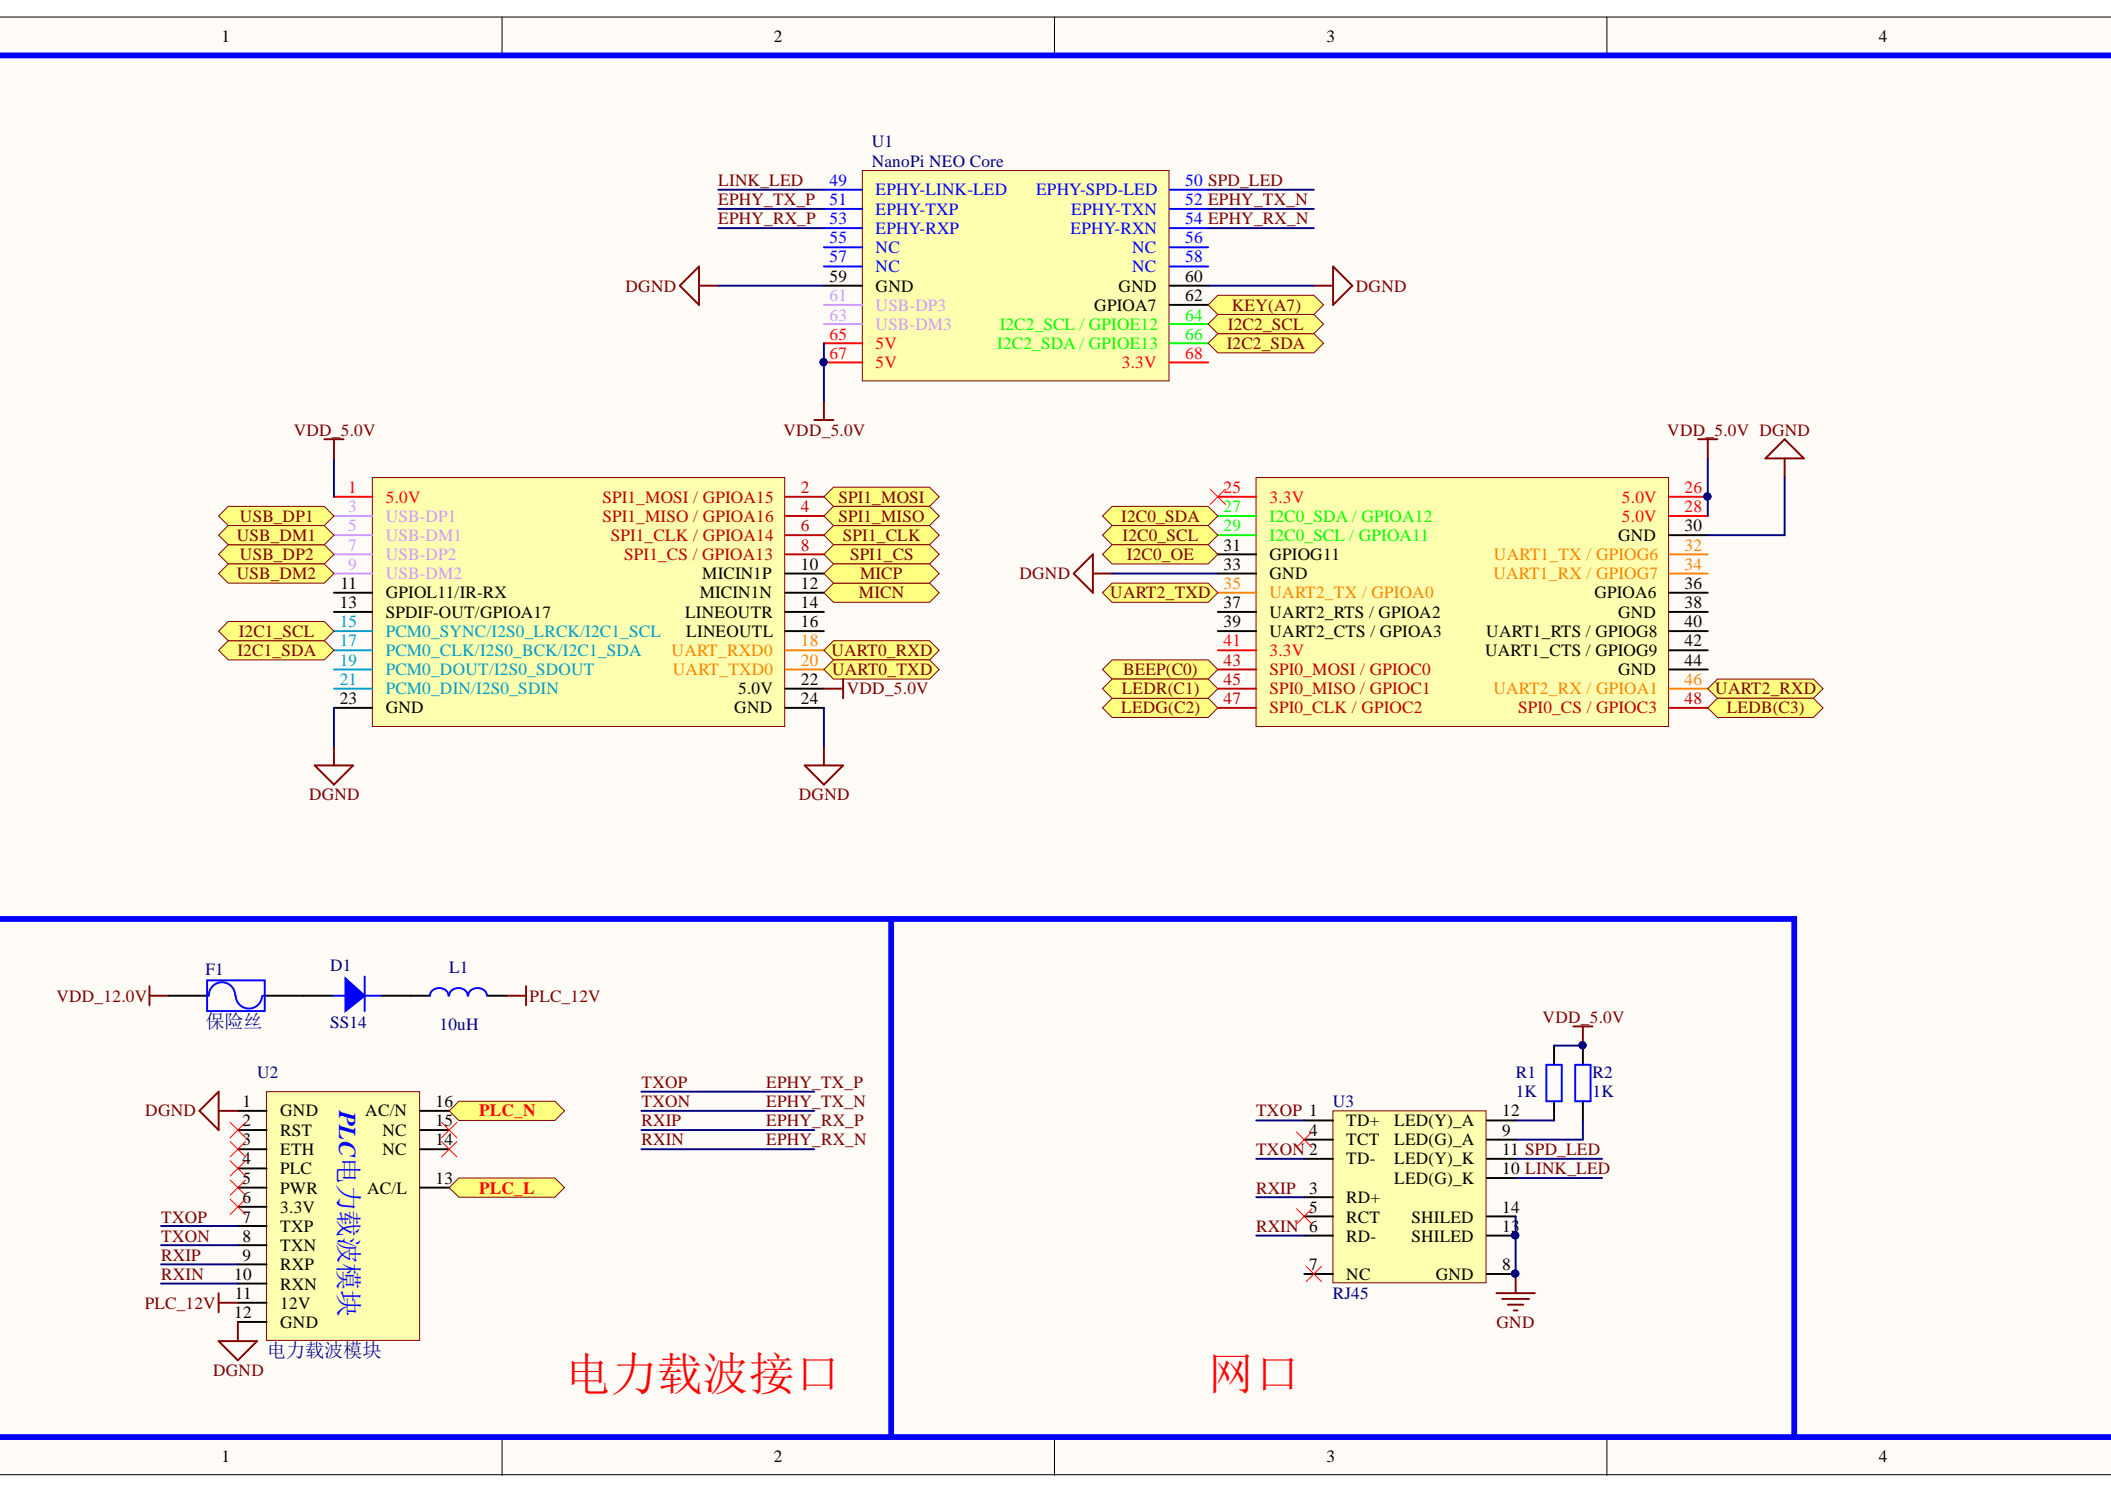 1 2 3 4
U1
NanoPi NEO Core
LINK_LED 49 EPHY-LINK-LED EPHY-SPD-LED 50 SPD_LED
EPHY_TX_P 51 EPHY-TXP EPHY-TXN 52 EPHY_TX_N
EPHY_RX_P 53 EPHY-RXP EPHY-RXN 54 EPHY_RX_N
55 NC NC 56
57 NC NC 58
DGND 59 GND GND 60 DGND
61 USB-DP3 GPIOA7 62 KEY(A7)
63 USB-DM3 I2C2_SCL / GPIOE12 64 I2C2_SCL
65 5V I2C2_SDA / GPIOE13 66 I2C2_SDA
67 5V 3.3V 68
VDD_5.0V
VDD_5.0V
1 5.0V SPI1_MOSI / GPIOA15 2 SPI1_MOSI
USB_DP1 3 USB-DP1 SPI1_MISO / GPIOA16 4 SPI1_MISO
USB_DM1 5 USB-DM1 SPI1_CLK / GPIOA14 6 SPI1_CLK
USB_DP2 7 USB-DP2 SPI1_CS / GPIOA13 8 SPI1_CS
USB_DM2 9 USB-DM2 MICIN1P 10 MICP
11 GPIOL11/IR-RX MICIN1N 12 MICN
13 SPDIF-OUT/GPIOA17 LINEOUTR 14
I2C1_SCL 15 PCM0_SYNC/I2S0_LRCK/I2C1_SCL LINEOUTL 16
I2C1_SDA 17 PCM0_CLK/I2S0_BCK/I2C1_SDA UART_RXD0 18 UART0_RXD
19 PCM0_DOUT/I2S0_SDOUT UART_TXD0 20 UART0_TXD
21 PCM0_DIN/I2S0_SDIN 5.0V 22 VDD_5.0V
23 GND GND 24
DGND DGND
VDD_5.0V DGND
25 3.3V 5.0V 26
I2C0_SDA 27 I2C0_SDA / GPIOA12 5.0V 28
I2C0_SCL 29 I2C0_SCL / GPIOA11 GND 30
I2C0_OE 31 GPIOG11 UART1_TX / GPIOG6 32
DGND 33 GND UART1_RX / GPIOG7 34
UART2_TXD 35 UART2_TX / GPIOA0 GPIOA6 36
37 UART2_RTS / GPIOA2 GND 38
39 UART2_CTS / GPIOA3 UART1_RTS / GPIOG8 40
41 3.3V UART1_CTS / GPIOG9 42
BEEP(C0) 43 SPI0_MOSI / GPIOC0 GND 44
LEDR(C1) 45 SPI0_MISO / GPIOC1 UART2_RX / GPIOA1 46 UART2_RXD
LEDG(C2) 47 SPI0_CLK / GPIOC2 SPI0_CS / GPIOC3 48 LEDB(C3)
F1 D1 L1
VDD_12.0V PLC_12V
保险丝 SS14 10uH
U2
DGND 1 GND AC/N 16 PLC_N
2 RST NC 15
3 ETH NC 14
4 PLC
5 PWR AC/L 13 PLC_L
6 3.3V
TXOP 7 TXP
TXON 8 TXN
RXIP 9 RXP
RXIN 10 RXN
PLC_12V 11 12V
12 GND
DGND
PLC电力载波模块
电力载波模块
TXOP EPHY_TX_P
TXON EPHY_TX_N
RXIP EPHY_RX_P
RXIN EPHY_RX_N
电力载波接口
VDD_5.0V
R1 R2
1K 1K
U3
TXOP 1 TD+ LED(Y)_A 12
4 TCT LED(G)_A 9
TXON 2 TD- LED(Y)_K 11 SPD_LED
LED(G)_K 10 LINK_LED
RXIP 3 RD+
5 RCT SHILED 14
RXIN 6 RD- SHILED 13
7 NC GND 8
RJ45
GND
网口
1 2 3 4